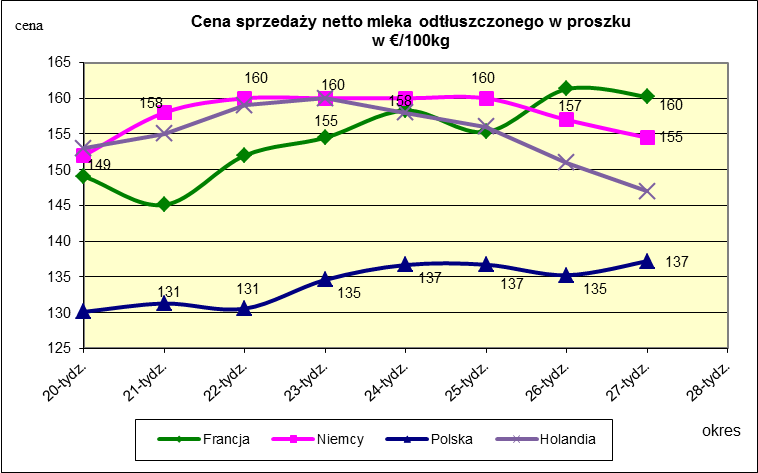 cena
Cena sprzedaży netto mleka odtłuszczonego w proszku
w €/100kg
165
160
155
150
145
140
135
130
125
149
158
160
160
155
158
160
157
160
155
131
131
135
137
137
135
137
20-tydz.
21-tydz.
22-tydz.
23-tydz.
24-tydz.
25-tydz.
26-tydz.
27-tydz.
28-tydz.
okres
Francja
Niemcy
Polska
Holandia